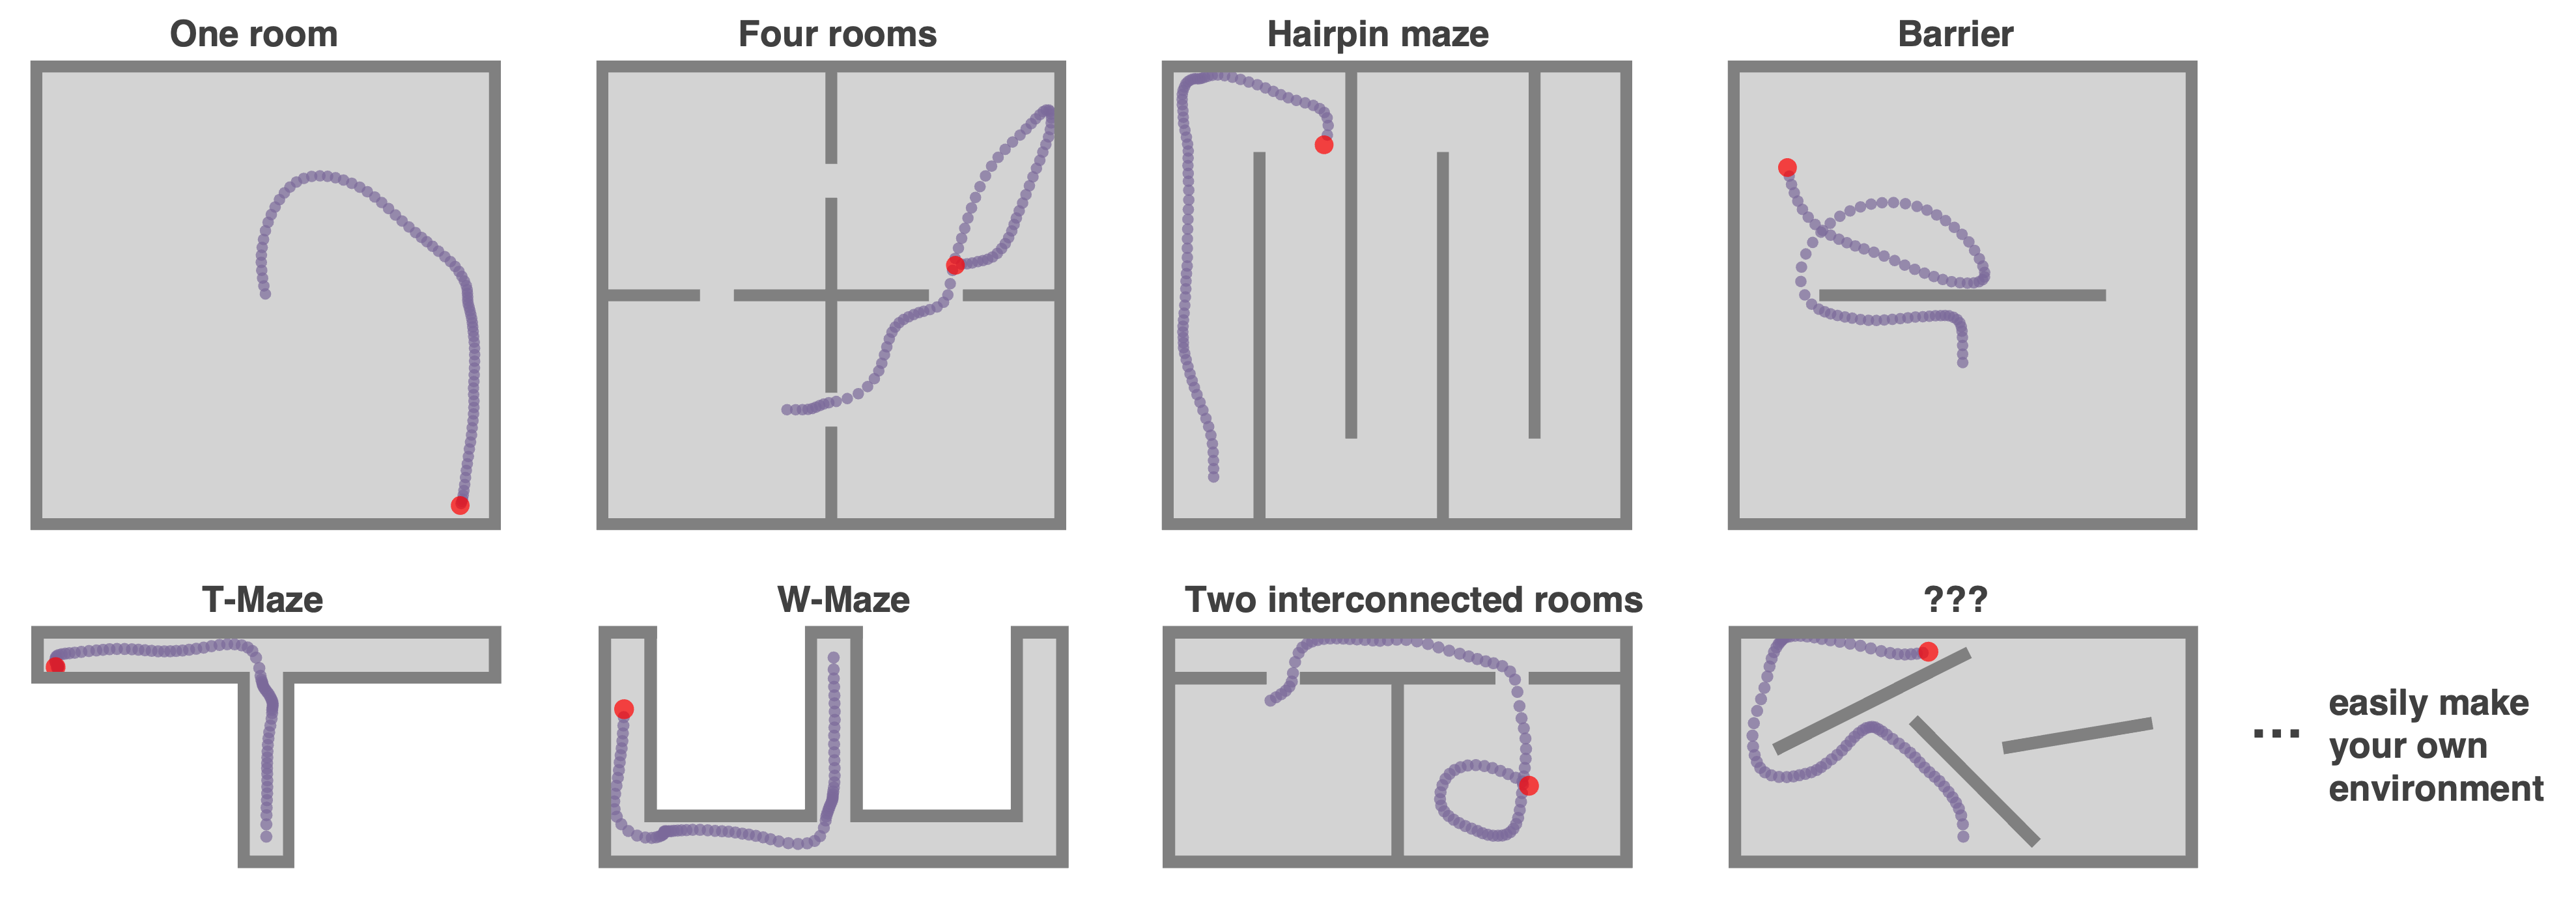 One room
Four rooms
Hairpin maze
Barrier
T-Maze
W-Maze
Two interconnected rooms
???
... easily make
your own
environment